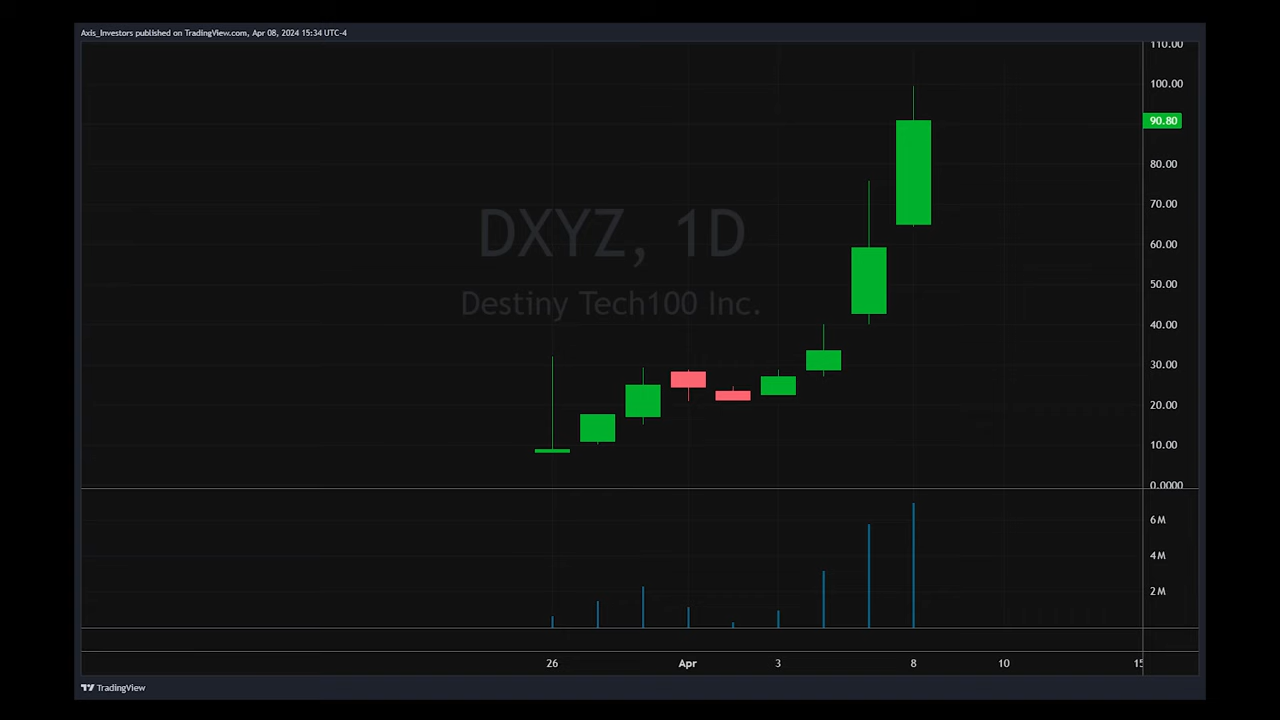 Axis_Investors published on TradingView.com, Apr 08, 2024 15:34 UTC-4
110.00
100.00
90.80
80.00
70.00
DXYZ, 1D
60.00
50.00
Destiny Tech100 Inc.
40.00
30.00
20.00
10.00
0.0000
6M
4M
2M
26 Apr 3 8 10 15
TradingView